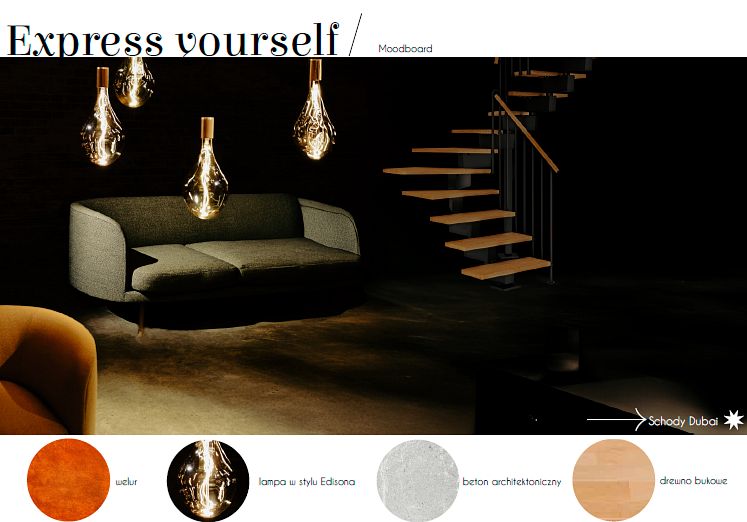 Express yourself /
Moodboard
Schody Dubai
welur
lampa w stylu Edisona
beton architektoniczny
drewno bukowe